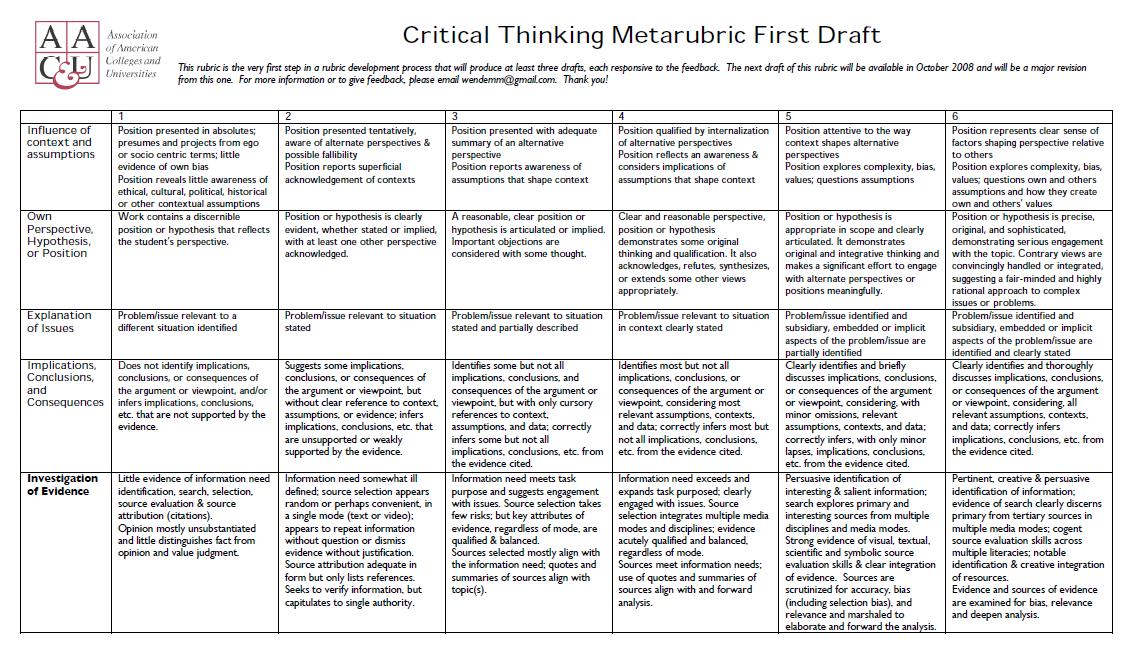 A A
C & U
Association
of American
Colleges and
Universities
Critical Thinking Metarubric First Draft
This rubric is the very first step in a rubric development process that will produce at least three drafts, each responsive to the feedback. The next draft of this rubric will be available in October 2008 and will be a major revision
from this one. For more information or to give feedback, please email wendemm@gmail.com. Thank you!
1
2
3
4
5
6
Influence of
context and
assumptions
Position presented in absolutes;
presumes and projects from ego
or socio centric terms; little
evidence of own bias
Position reveals little awareness of
ethical, cultural, political, historical
or other contextual assumptions
Position presented tentatively,
aware of alternate perspectives &
possible fallibility
Position reports superficial
acknowledgement of contexts
Position presented with adequate
summary of an alternative
perspective
Position reports awareness of
assumptions that shape context
Position qualified by internalization
of alternative perspectives
Position reflects an awareness &
considers implications of
assumptions that shape context
Position attentive to the way
context shapes alternative
perspectives
Position explores complexity, bias,
values; questions assumptions
Position represents clear sense of
factors shaping perspective relative
to others
Position explores complexity, bias,
values; questions own and others
assumptions and how they create
own and others' values
Own
Perspective,
Hypothesis,
or Position
Work contains a discernible
position or hypothesis that reflects
the student's perspective.
Position or hypothesis is clearly
evident, whether stated or implied,
with at least one other perspective
acknowledged.
A reasonable, clear position or
hypothesis is articulated or implied.
Important objections are
considered with some thought.
Clear and reasonable perspective,
position or hypothesis
demonstrates some original
thinking and qualification. It also
acknowledges, refutes, synthesizes,
or extends some other views
appropriately.
Position or hypothesis is
appropriate in scope and clearly
articulated. It demonstrates
original and integrative thinking and
makes a significant effort to engage
with alternate perspectives or
positions meaningfully.
Position or hypothesis is precise,
original, and sophisticated,
demonstrating serious engagement
with the topic. Contrary views are
convincingly handled or integrated,
suggesting a fair-minded and highly
rational approach to complex
issues or problems.
Explanation
of Issues
Problem/issue relevant to a
different situation identified
Problem/issue relevant to situation
stated
Problem/issue relevant to situation
stated and partially described
Problem/issue relevant to situation
in context clearly stated
Problem/issue identified and
subsidiary, embedded or implicit
aspects of the problem/issue are
partially identified
Problem/issue identified and
subsidiary, embedded or implicit
aspects of the problem/issue are
identified and clearly stated
Implications,
Conclusions,
and
Consequences
Does not identify implications,
conclusions, or consequences of
the argument or viewpoint, and/or
infers implications, conclusions,
etc. that are not supported by the
evidence.
Suggests some implications,
conclusions, or consequences of
the argument or viewpoint, but
without clear reference to context,
assumptions, or evidence; infers
implications, conclusions, etc. that
are unsupported or weakly
supported by the evidence.
Identifies some but not all
implications, conclusions, and
consequences of the argument or
viewpoint, but with only cursory
references to context,
assumptions, and data; correctly
infers some but not all
implications, conclusions, etc. from
the evidence cited.
Identifies most but not all
implications, conclusions, or
consequences of the argument or
viewpoint, considering most
relevant assumptions, contexts,
and data; correctly infers most but
not all implications, conclusions,
etc. from the evidence cited.
Clearly identifies and briefly
discusses implications, conclusions,
or consequences of the argument
or viewpoint, considering, with
minor omissions, relevant
assumptions, contexts, and data;
correctly infers, with only minor
lapses, implications, conclusions,
etc. from the evidence cited.
Clearly identifies and thoroughly
discusses implications, conclusions,
or consequences of the argument
or viewpoint, considering, all
relevant assumptions, contexts,
and data; correctly infers
implications, conclusions, etc. from
the evidence cited.
Investigation
of Evidence
Little evidence of information need
identification, search, selection,
source evaluation & source
attribution (citations).
Opinion mostly unsubstantiated
and little distinguishes fact from
opinion and value judgment.
Information need somewhat ill
defined; source selection appears
random or perhaps convenient, in
a single mode (text or video);
appears to repeat information
without question or dismiss
evidence without justification.
Source attribution adequate in
form but only lists references.
Seeks to verify information, but
capitulates to single authority.
Information need meets task
purpose and suggests engagement
with issues. Source selection takes
few risks; but key attributes of
evidence, regardless of mode, are
qualified & balanced.
Sources selected mostly align with
the information need; quotes and
summaries of sources align with
topic(s).
Information need exceeds and
expands task purposed; clearly
engaged with issues. Source
selection integrates multiple media
modes and disciplines; evidence
acutely qualified and balanced,
regardless of mode.
Sources meet information needs;
use of quotes and summaries of
sources align with and forward
analysis.
Persuasive identification of
interesting & salient information;
search explores primary and
interesting sources from multiple
disciplines and media modes.
Strong evidence of visual, textual,
scientific and symbolic source
evaluation skills & clear integration
of evidence. Sources are
scrutinized for accuracy, bias
(including selection bias), and
relevance and marshaled to
elaborate and forward the analysis.
Pertinent, creative & persuasive
identification of information;
evidence of search clearly discerns
primary from tertiary sources in
multiple media modes; cogent
source evaluation skills across
multiple literacies; notable
identification & creative integration
of resources.
Evidence and sources of evidence
are examined for bias, relevance
and deepen analysis.